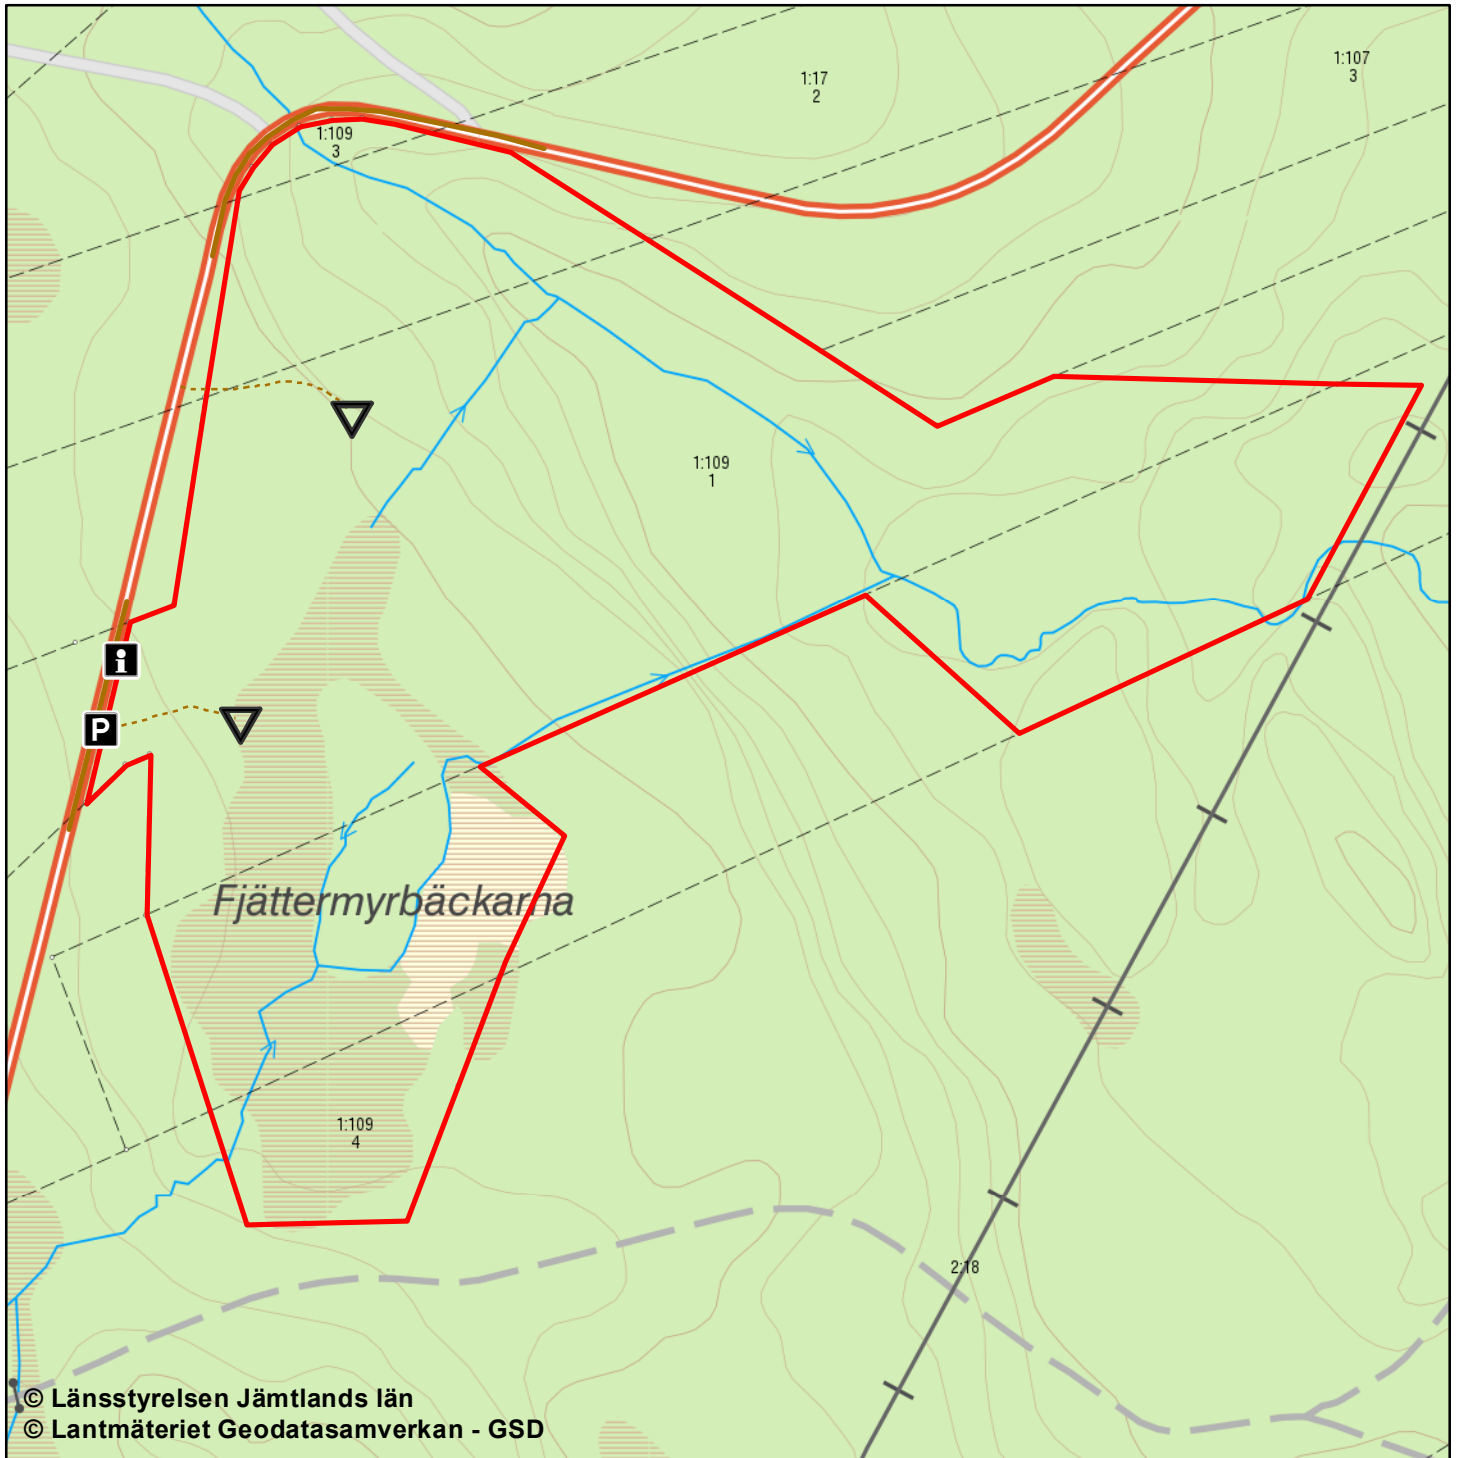 1:17
2
1:107
3
1:109
3
1:109
1
i
P
Fjättermyrbäckarna
1:109
4
2:18
© Länsstyrelsen Jämtlands län
© Lantmäteriet Geodatasamverkan - GSD